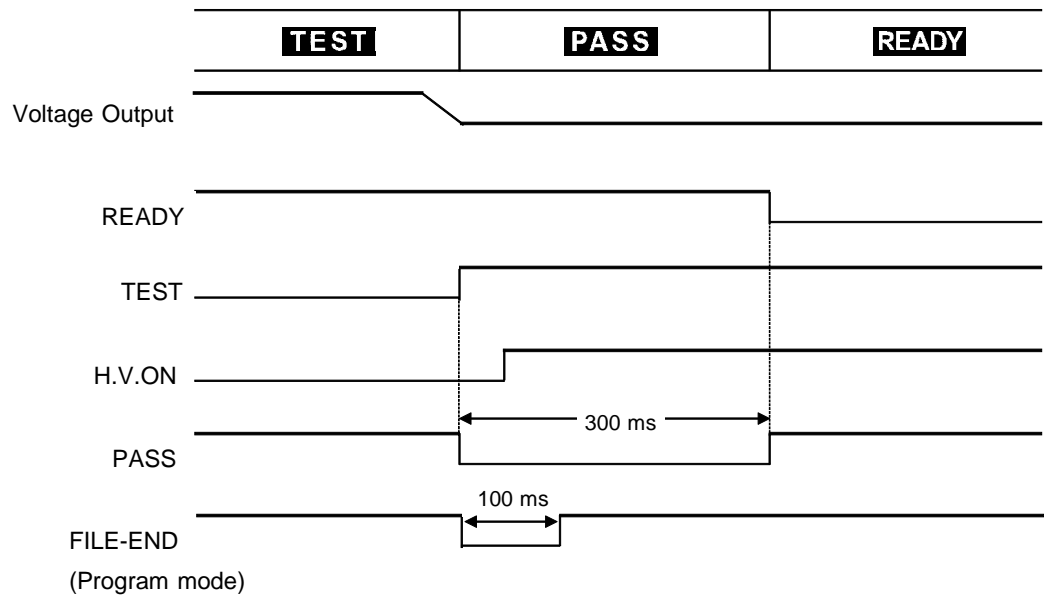 TEST PASS READY
Voltage Output
READY
TEST
H.V.ON
300 ms
PASS
100 ms
FILE-END
(Program mode)